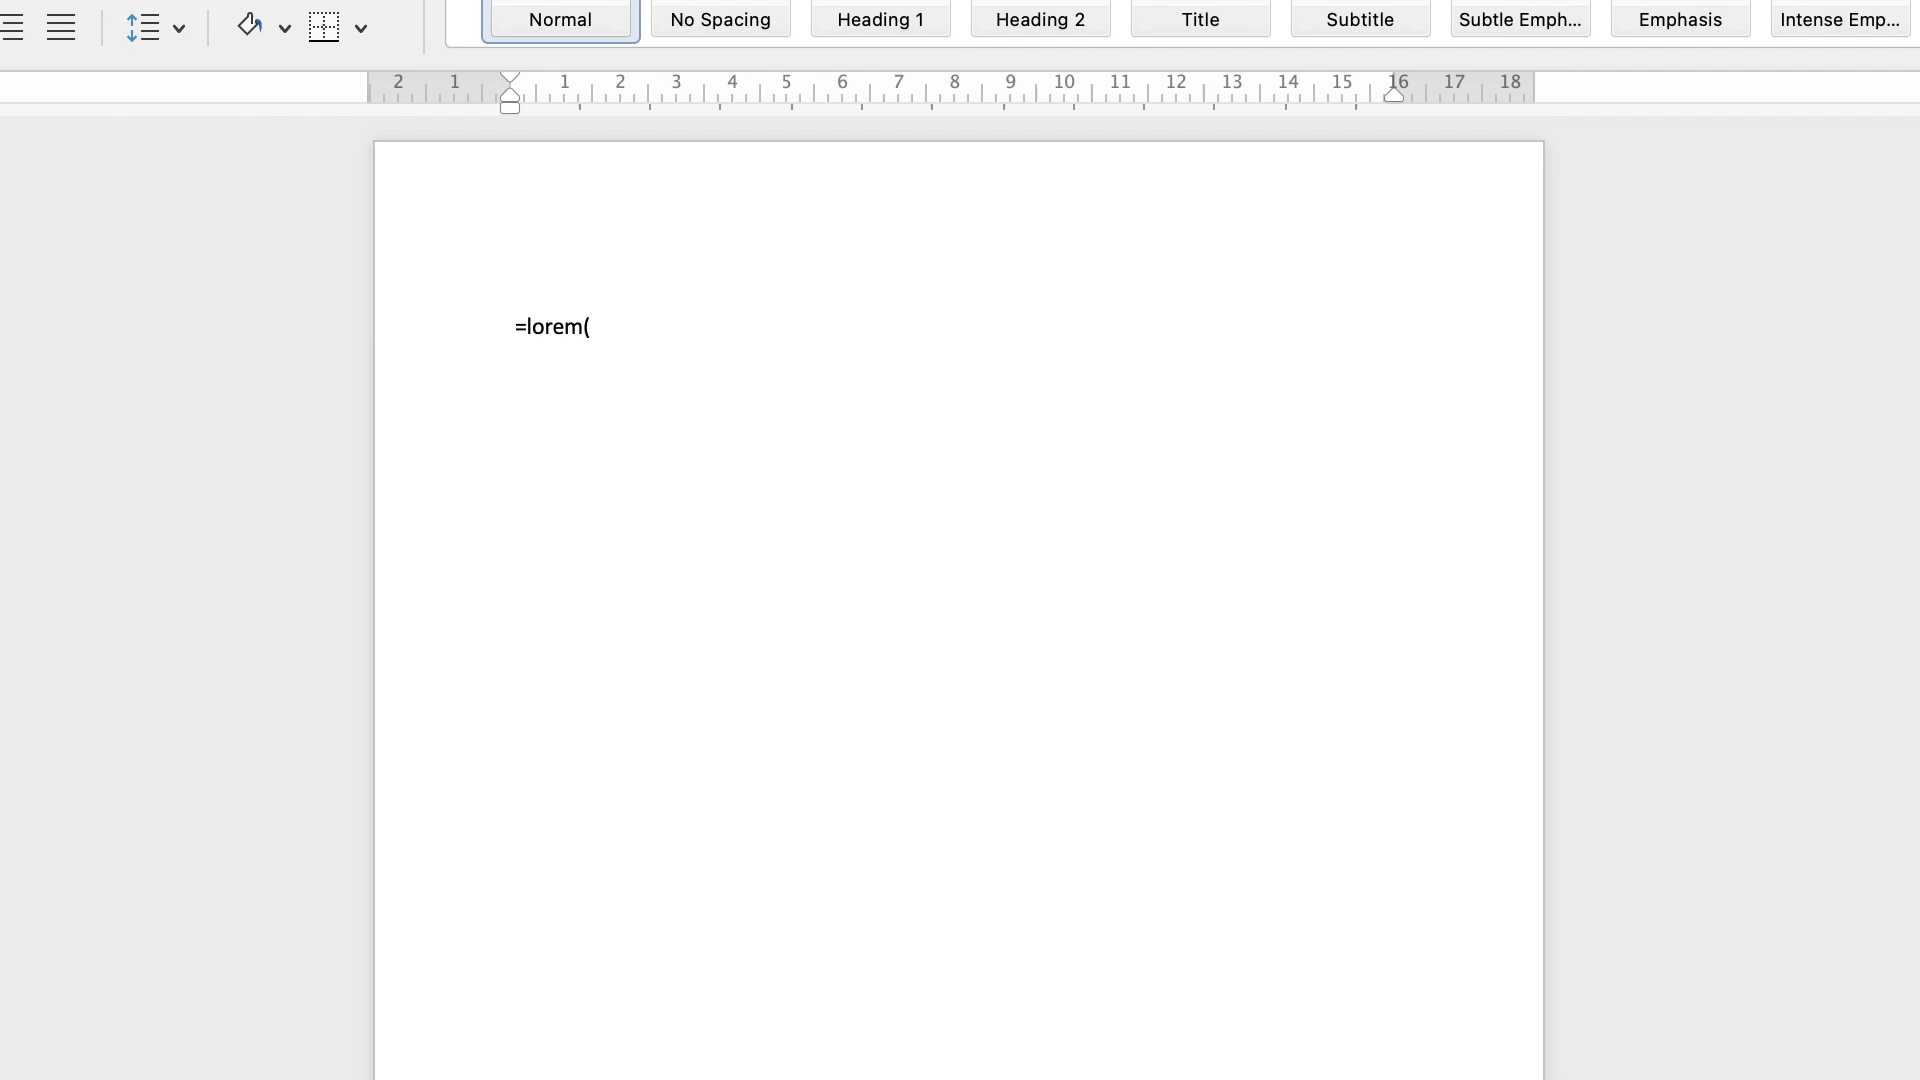 Normal No Spacing Heading 1 Heading 2 Title Subtitle Subtle Emph... Emphasis Intense Emp...
2 1 1 2 3 4 5 6 7 8 9 10 11 12 13 14 15 16 17 18
=lorem(